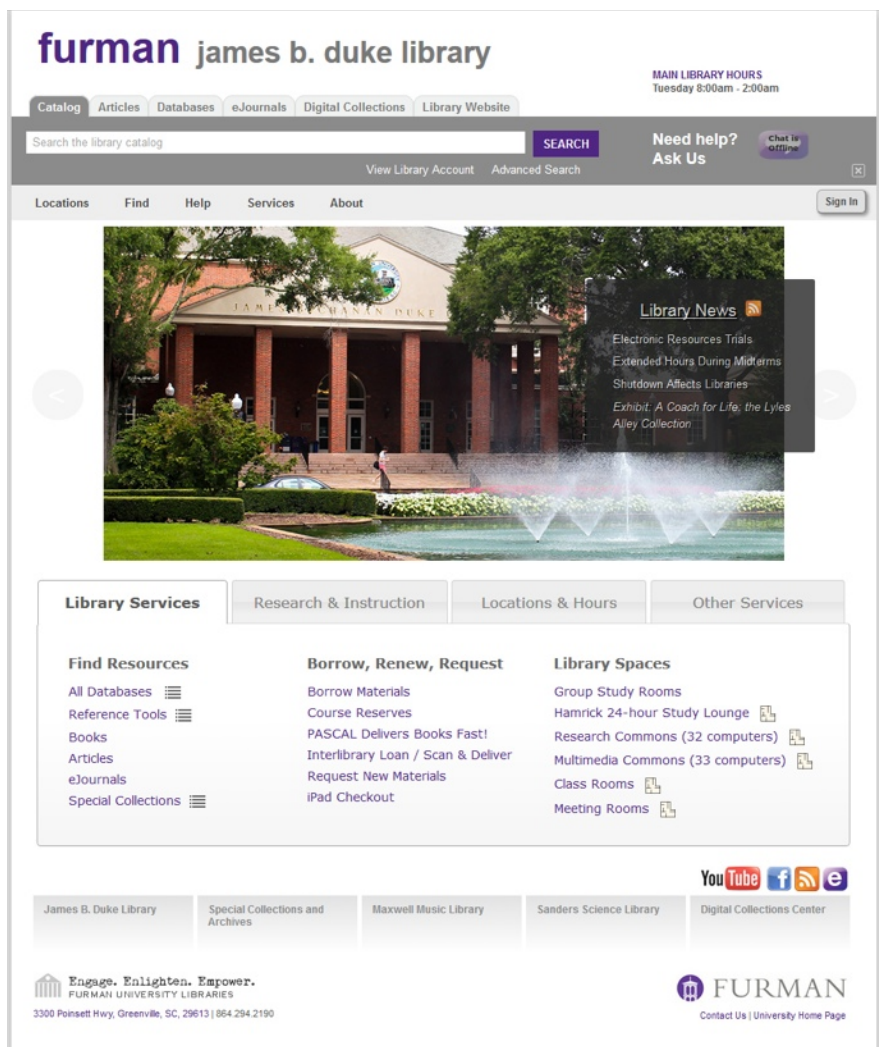 furman james b. duke library
MAIN LIBRARY HOURS
Tuesday 8:00am - 2:00am
Catalog Articles Databases eJournals Digital Collections Library Website
Search the library catalog
SEARCH
Need help?
Ask Us
Chat is
Offline
View Library Account Advanced Search
Locations Find Help Services About
Sign In
Library News
Electronic Resources Trials
Extended Hours During Midterms
Shutdown Affects Libraries
Exhibit: A Coach for Life: the Lyles
Alley Collection
< >
Library Services Research & Instruction Locations & Hours Other Services
Find Resources
All Databases
Reference Tools
Books
Articles
eJournals
Special Collections
Borrow, Renew, Request
Borrow Materials
Course Reserves
PASCAL Delivers Books Fast!
Interlibrary Loan / Scan & Deliver
Request New Materials
iPad Checkout
Library Spaces
Group Study Rooms
Hamrick 24-hour Study Lounge
Research Commons (32 computers)
Multimedia Commons (33 computers)
Class Rooms
Meeting Rooms
YouTube f e
James B. Duke Library
Special Collections and
Archives
Maxwell Music Library
Sanders Science Library
Digital Collections Center
Engage. Enlighten. Empower.
FURMAN UNIVERSITY LIBRARIES
3300 Poinsett Hwy, Greenville, SC, 29613 | 864.294.2190
FURMAN
Contact Us | University Home Page